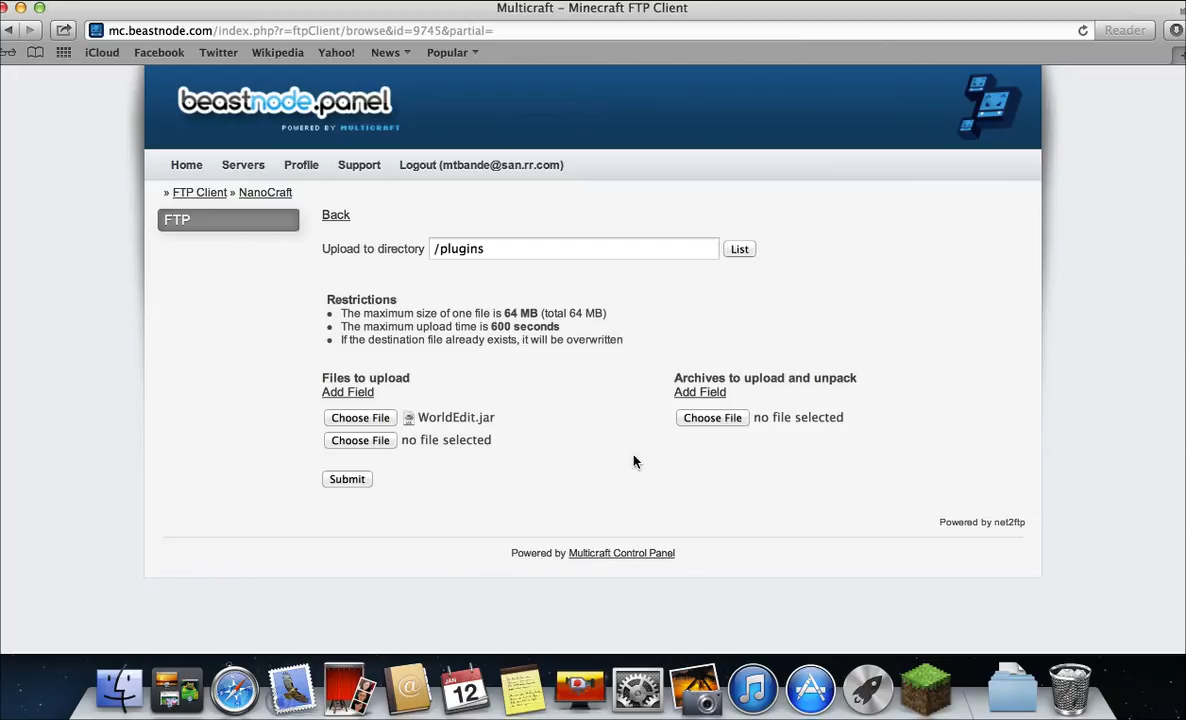 Multicraft – Minecraft FTP Client
mc.beastnode.com/index.php?r=ftpClient/browse&id=9745&partial=
Reader
iCloud Facebook Twitter Wikipedia Yahoo! News Popular
beastnode.panel
POWERED BY MULTICRAFT
Home Servers Profile Support Logout (mtbande@san.rr.com)
» FTP Client » NanoCraft
FTP
Back
Upload to directory /plugins List
Restrictions
The maximum size of one file is 64 MB (total 64 MB)
The maximum upload time is 600 seconds
If the destination file already exists, it will be overwritten
Files to upload
Add Field
Choose File WorldEdit.jar
Choose File no file selected
Submit
Archives to upload and unpack
Add Field
Choose File no file selected
Powered by net2ftp
Powered by Multicraft Control Panel
12